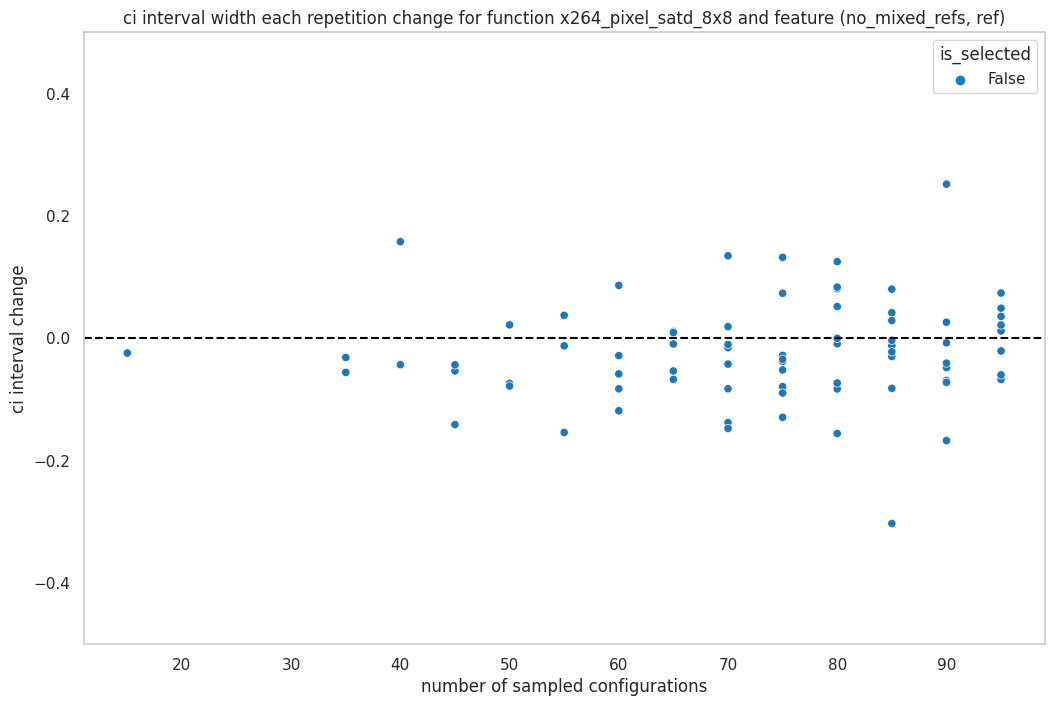 ci interval width each repetition change for function x264_pixel_satd_8x8 and feature (no_mixed_refs, ref)
is_selected
False
0.4
0.2
0.0
−0.2
−0.4
ci interval change
20 30 40 50 60 70 80 90
number of sampled configurations